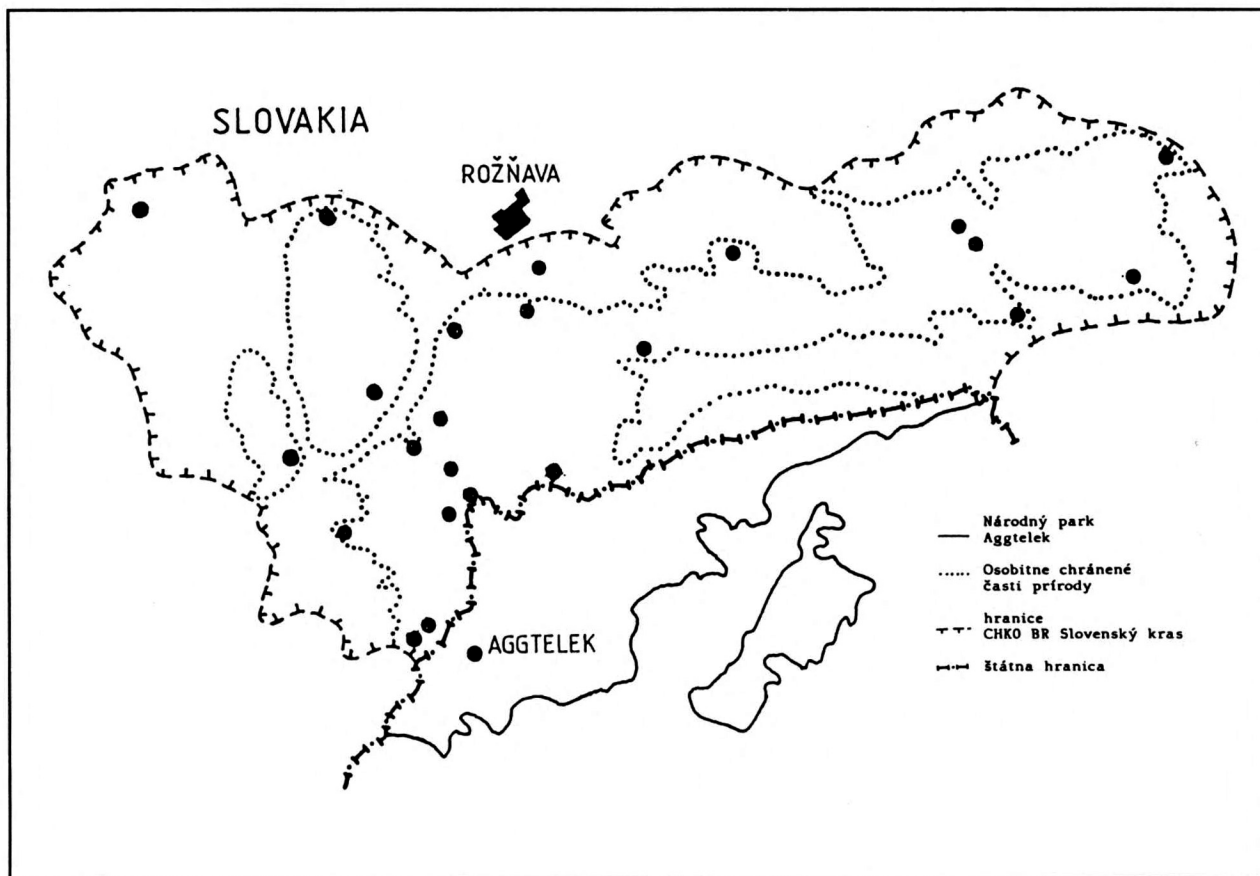 SLOVAKIA
ROŽŇAVA
AGGTELEK
Národný park
Aggtelek
Osobitne chránené
časti prírody
hranice
CHKO BR Slovenský kras
štátna hranica